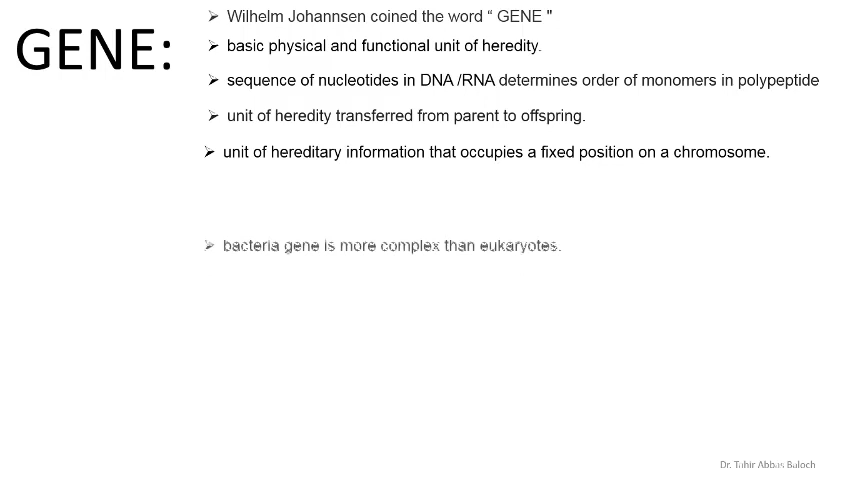 GENE:
Wilhelm Johannsen coined the word “ GENE "
basic physical and functional unit of heredity.
sequence of nucleotides in DNA /RNA determines order of monomers in polypeptide
unit of heredity transferred from parent to offspring.
unit of hereditary information that occupies a fixed position on a chromosome.
bacteria gene is more complex than eukaryotes.
Dr. Tahir Abbas Baloch